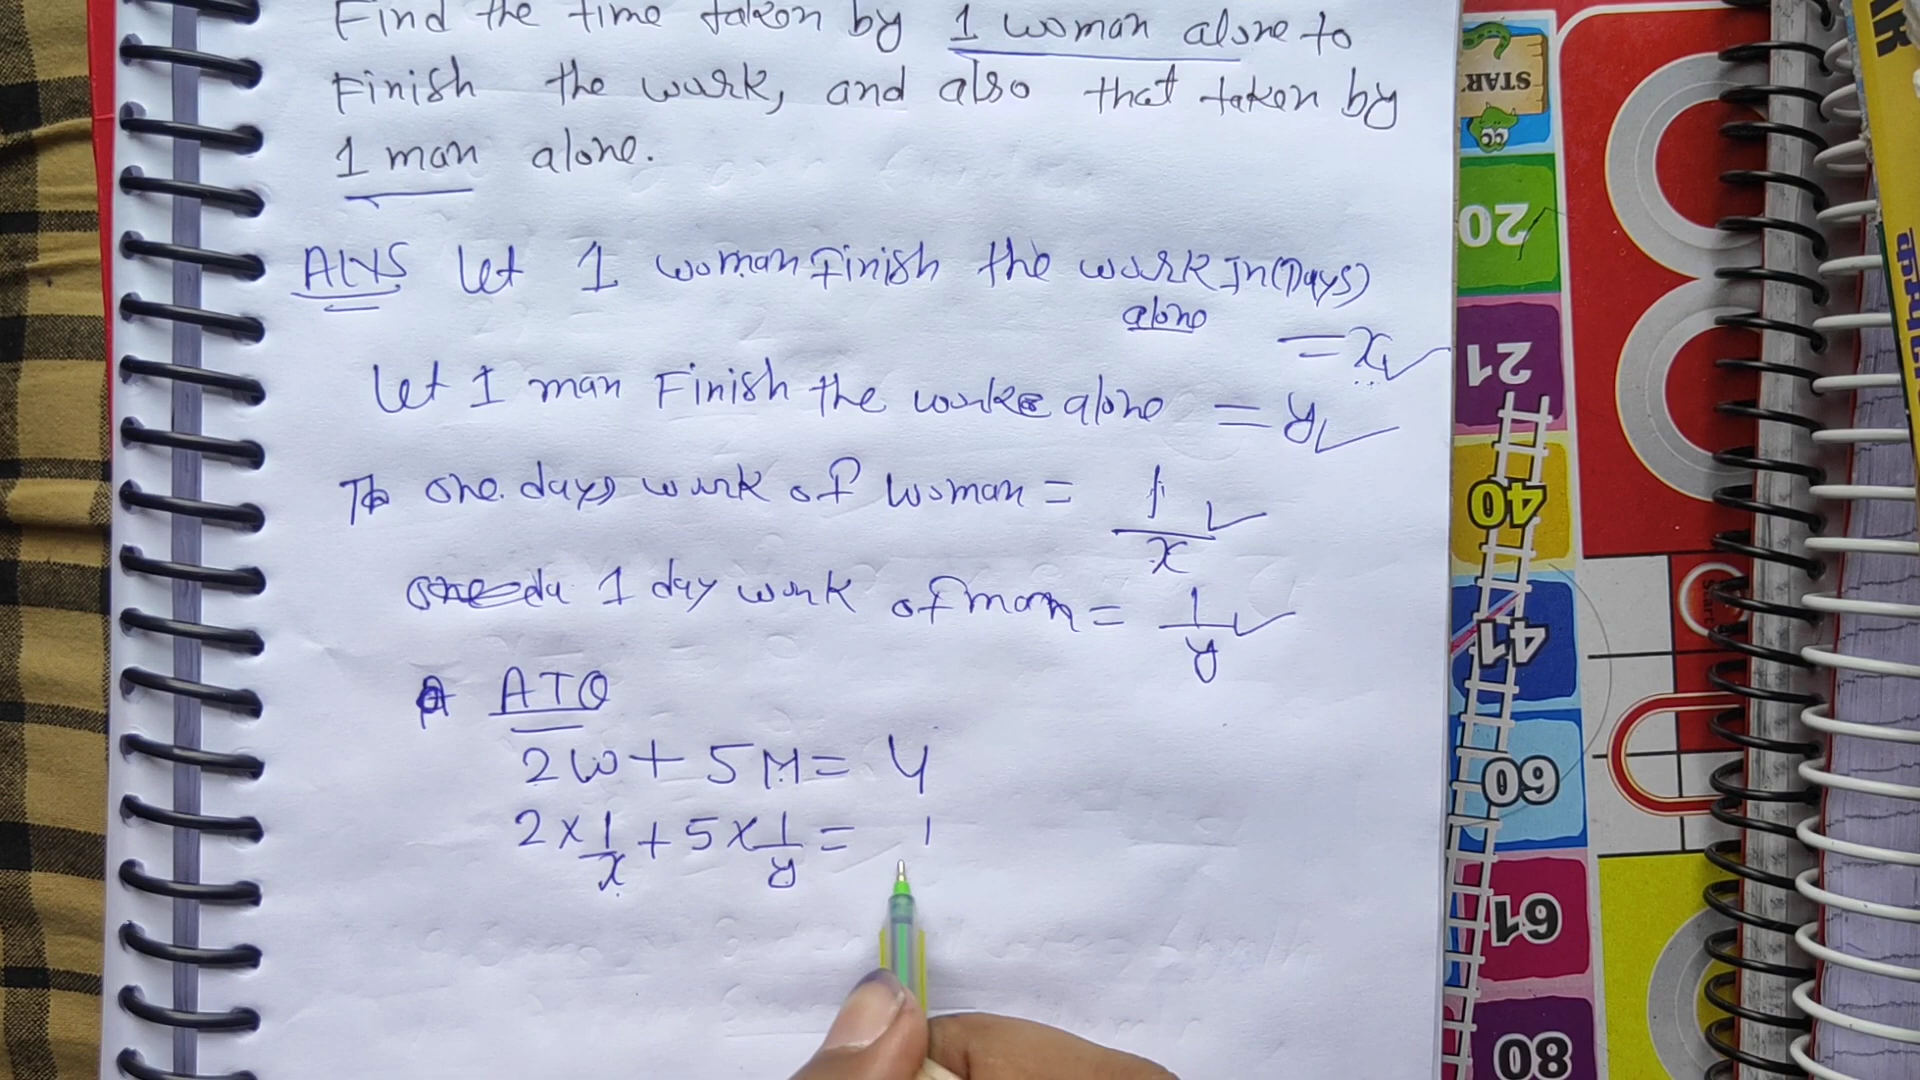 Find the time taken by 1 woman alone to
Finish the work, and also that taken by
1 man alone.
ANS Let 1 woman Finish the work In (Days)
alone
= x
Let 1 man Finish the work alone = y
one days work of woman = 1/x
1 day work of man = 1/y
ATQ
2W + 5M = 4
2 × 1/x + 5 × 1/y = 1
STAR
20
21
40
41
60
61
80